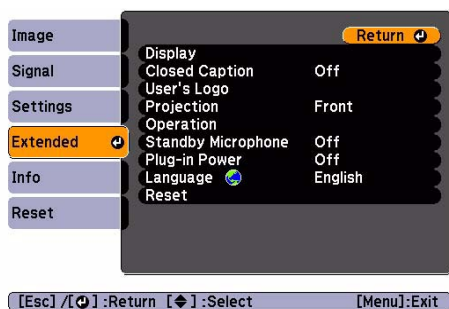 Image
Signal
Settings
Extended
Info
Reset
Return
Display
Closed Caption Off
User's Logo
Projection Front
Operation
Standby Microphone Off
Plug-in Power Off
Language English
Reset
[Esc] /[ ] :Return [ ] :Select [Menu]:Exit